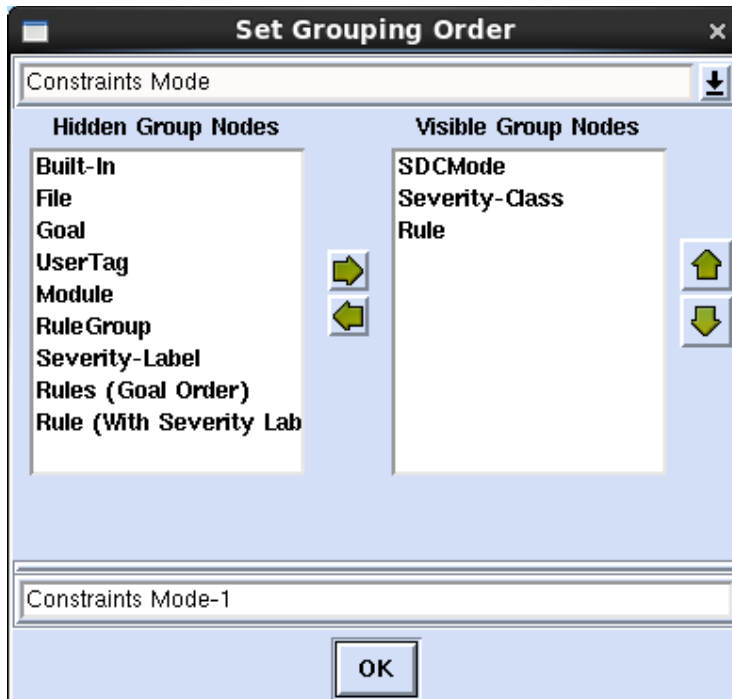 Set Grouping Order
Constraints Mode
Hidden Group Nodes
Built-In
File
Goal
UserTag
Module
RuleGroup
Severity-Label
Rules (Goal Order)
Rule (With Severity Lab
Visible Group Nodes
SDCMode
Severity-Class
Rule
Constraints Mode-1
OK